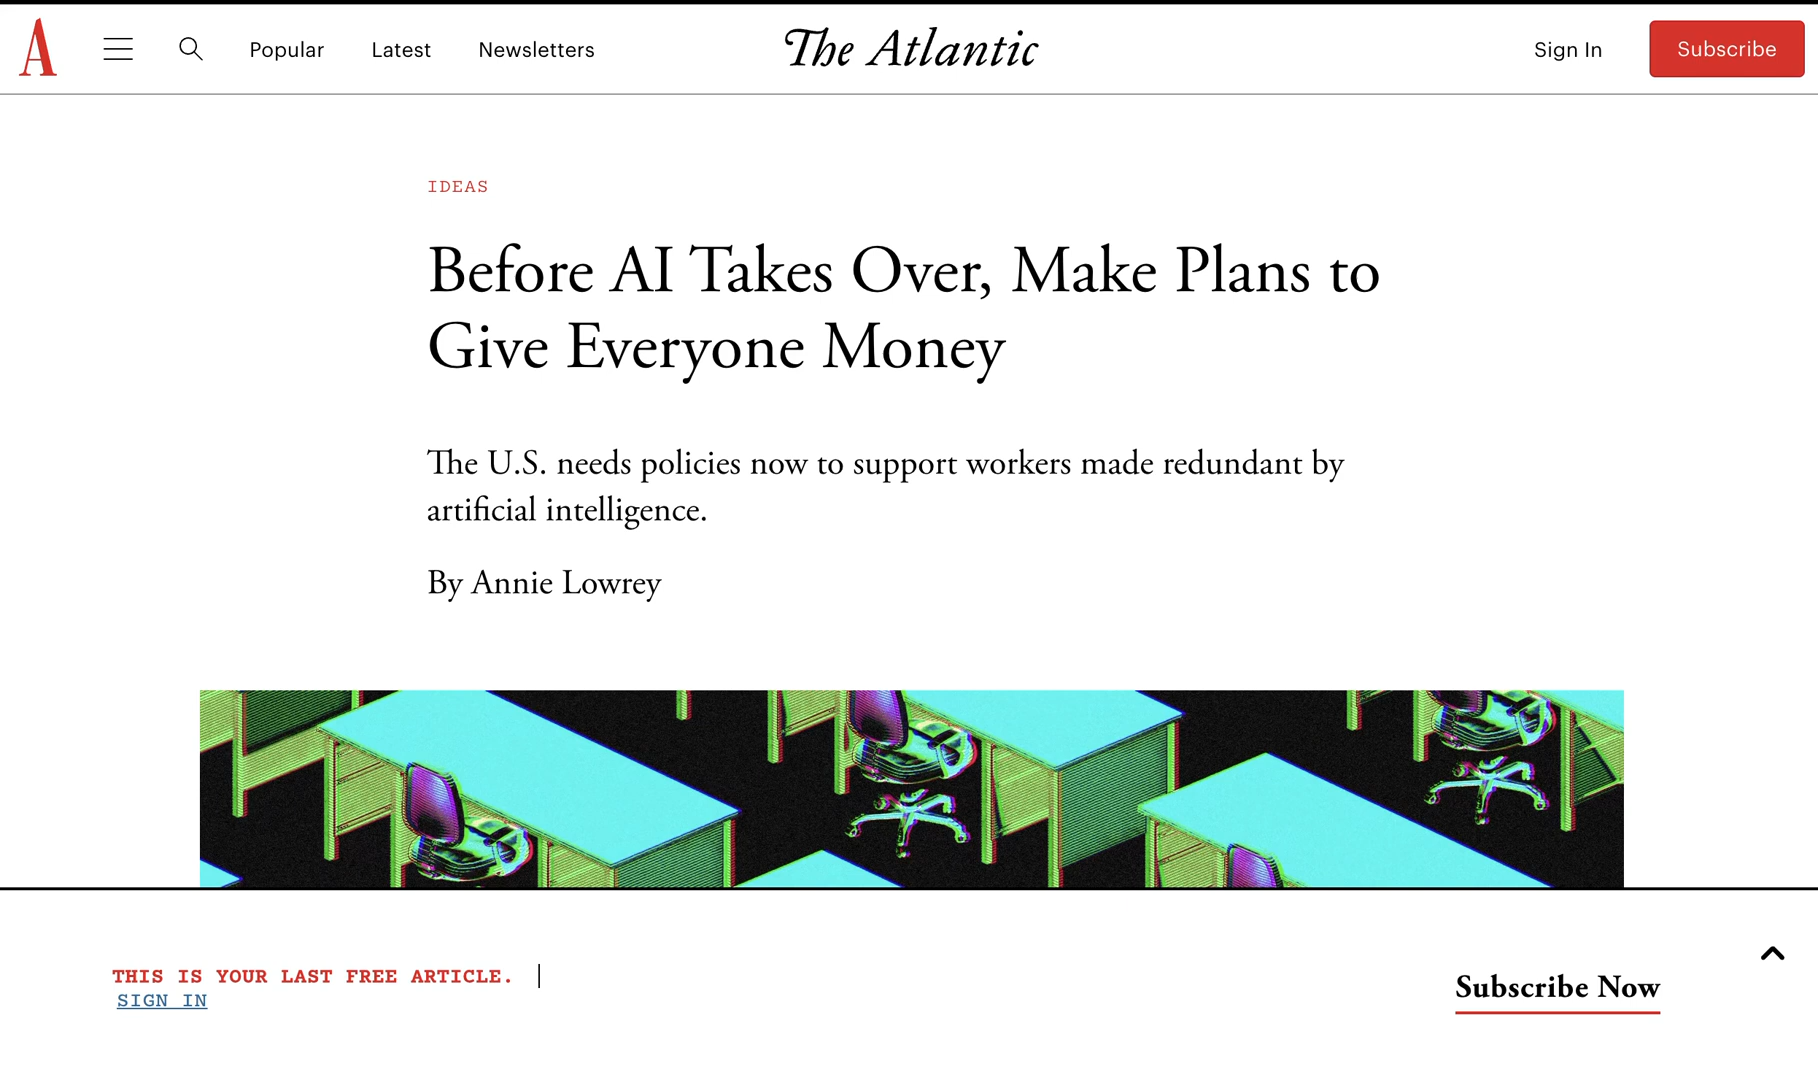 A
Popular
Latest
Newsletters
The Atlantic
Sign In
Subscribe
IDEAS
Before AI Takes Over, Make Plans to
Give Everyone Money
The U.S. needs policies now to support workers made redundant by
artificial intelligence.
By Annie Lowrey
THIS IS YOUR LAST FREE ARTICLE.
SIGN IN
Subscribe Now